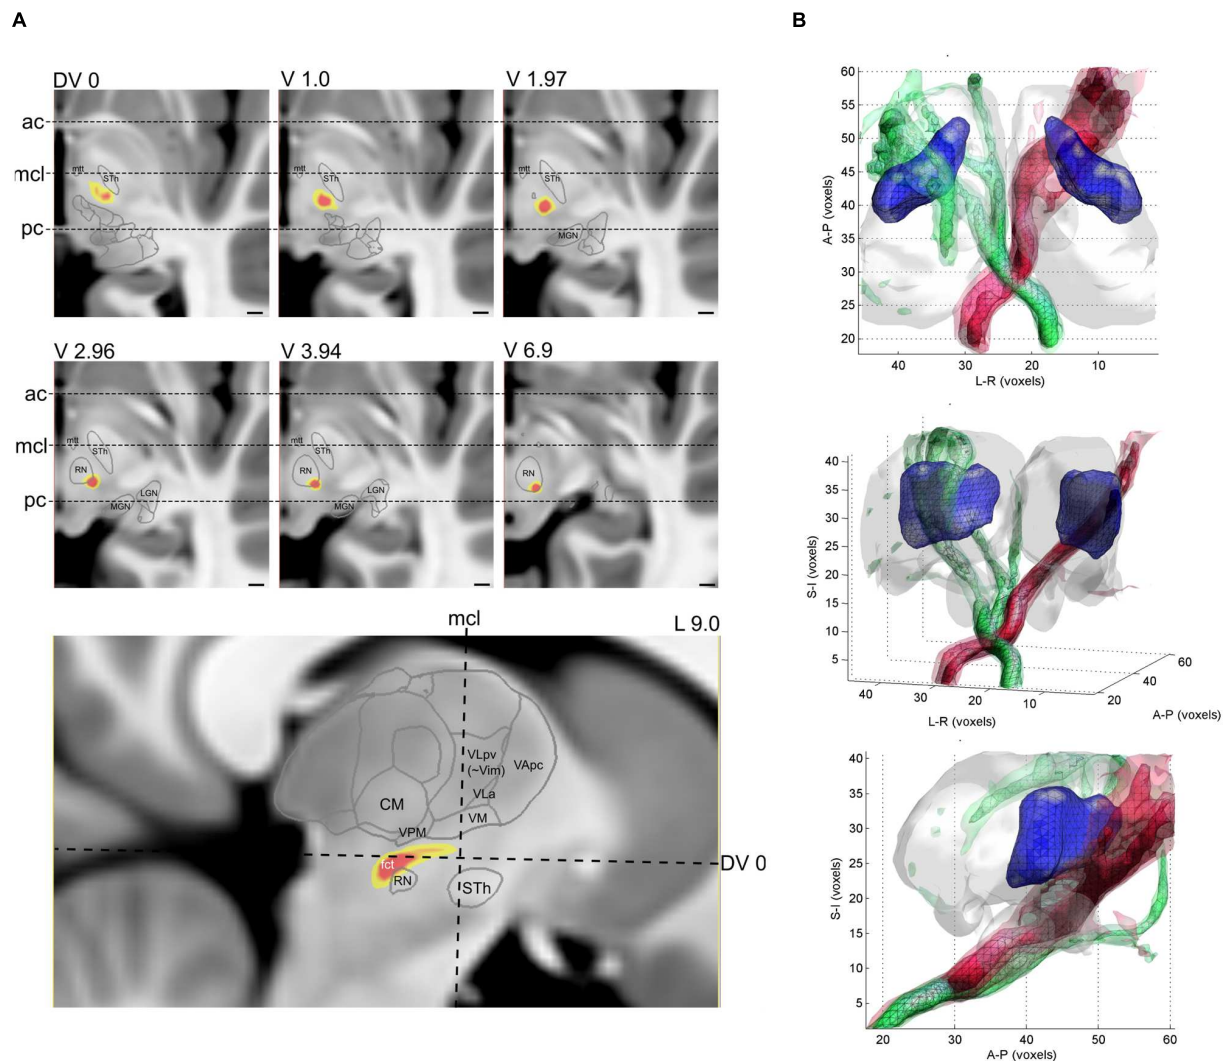 A
B
DV 0
V 1.0
V 1.97
ac
mcl
pc
mtt
STh
mtt
STh
mtt
STh
MGN
V 2.96
V 3.94
V 6.9
ac
mcl
pc
mtt
STh
RN
MGN
LGN
mtt
STh
RN
MGN
LGN
RN
mcl
L 9.0
VLpv
(~Vim)
VApc
VLa
CM
VM
VPM
fct
RN
STh
DV 0
60
55
50
45
40
35
30
25
20
A-P (voxels)
40 30 20 10
L-R (voxels)
40
35
30
25
20
15
10
5
S-I (voxels)
40 30 20 10
L-R (voxels)
20 40 60
A-P (voxels)
40
35
30
25
20
15
10
5
S-I (voxels)
20 30 40 50 60
A-P (voxels)